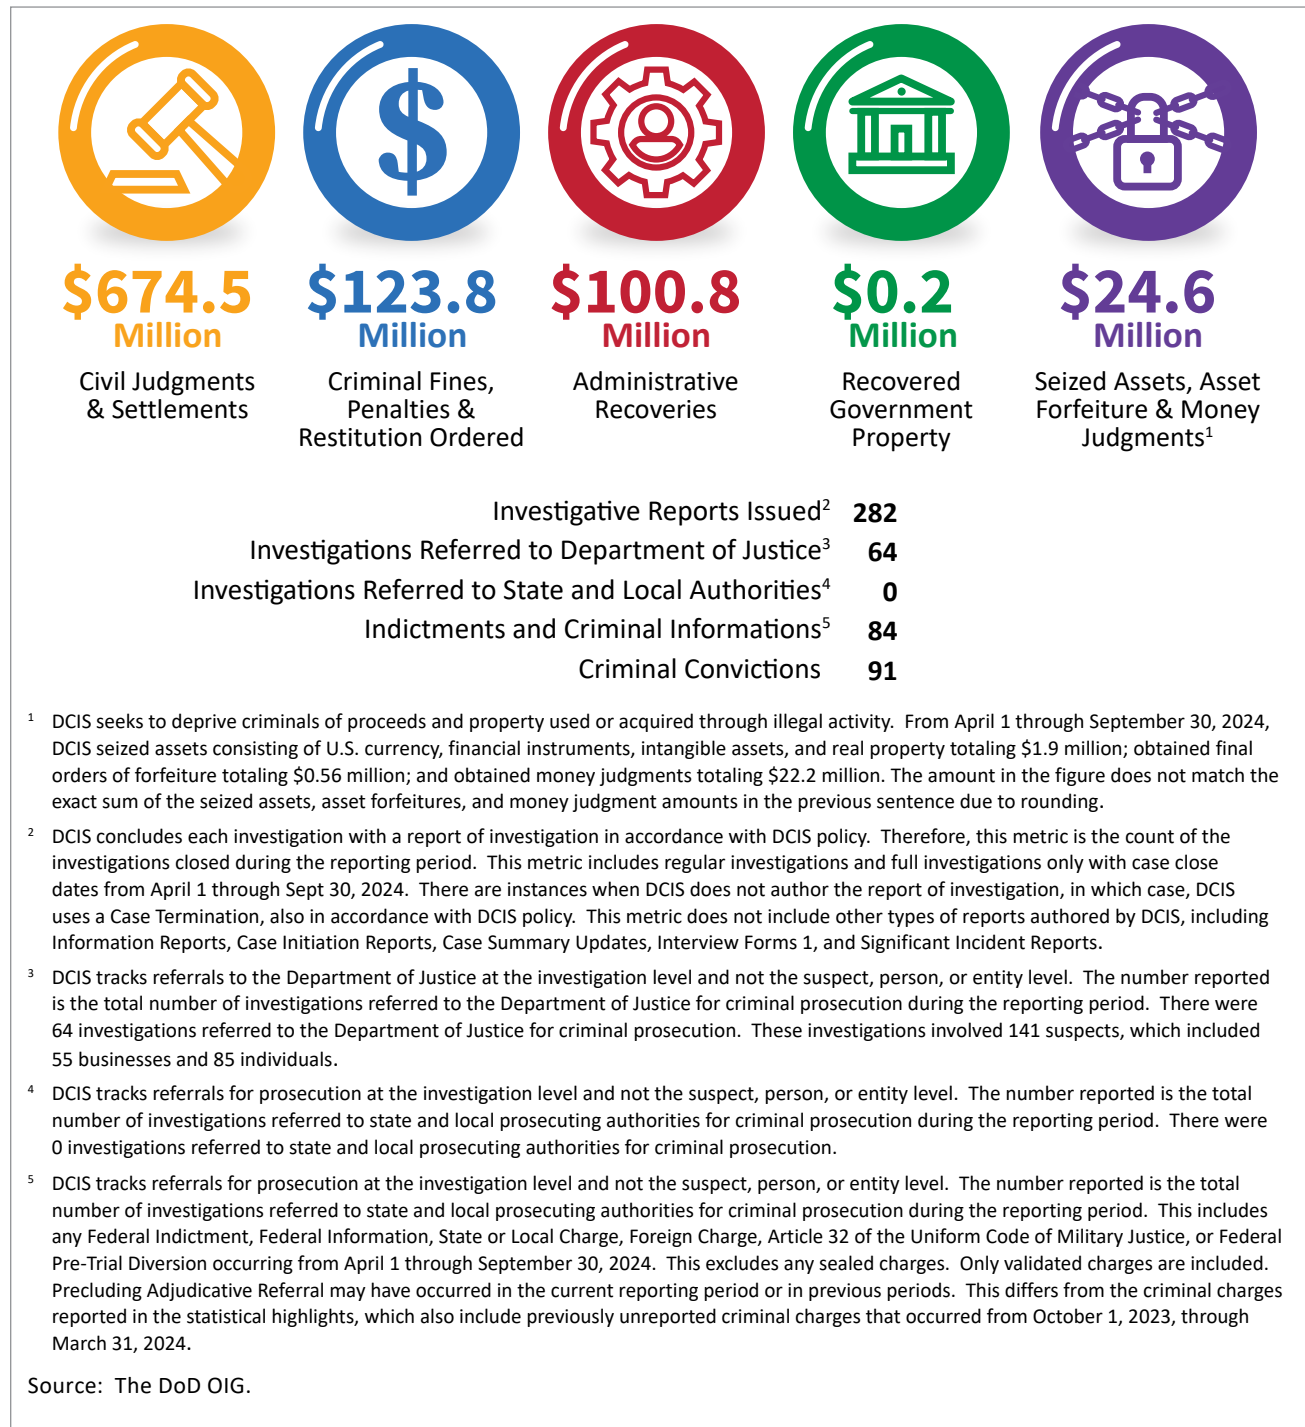 $674.5
Million
Civil Judgments
& Settlements
$123.8
Million
Criminal Fines,
Penalties &
Restitution Ordered
$100.8
Million
Administrative
Recoveries
$0.2
Million
Recovered
Government
Property
$24.6
Million
Seized Assets, Asset
Forfeiture & Money
Judgments¹
Investigative Reports Issued² 282
Investigations Referred to Department of Justice³ 64
Investigations Referred to State and Local Authorities⁴ 0
Indictments and Criminal Informations⁵ 84
Criminal Convictions 91
¹ DCIS seeks to deprive criminals of proceeds and property used or acquired through illegal activity. From April 1 through September 30, 2024,
DCIS seized assets consisting of U.S. currency, financial instruments, intangible assets, and real property totaling $1.9 million; obtained final
orders of forfeiture totaling $0.56 million; and obtained money judgments totaling $22.2 million. The amount in the figure does not match the
exact sum of the seized assets, asset forfeitures, and money judgment amounts in the previous sentence due to rounding.
² DCIS concludes each investigation with a report of investigation in accordance with DCIS policy. Therefore, this metric is the count of the
investigations closed during the reporting period. This metric includes regular investigations and full investigations only with case close
dates from April 1 through Sept 30, 2024. There are instances when DCIS does not author the report of investigation, in which case, DCIS
uses a Case Termination, also in accordance with DCIS policy. This metric does not include other types of reports authored by DCIS, including
Information Reports, Case Initiation Reports, Case Summary Updates, Interview Forms 1, and Significant Incident Reports.
³ DCIS tracks referrals to the Department of Justice at the investigation level and not the suspect, person, or entity level. The number reported
is the total number of investigations referred to the Department of Justice for criminal prosecution during the reporting period. There were
64 investigations referred to the Department of Justice for criminal prosecution. These investigations involved 141 suspects, which included
55 businesses and 85 individuals.
⁴ DCIS tracks referrals for prosecution at the investigation level and not the suspect, person, or entity level. The number reported is the total
number of investigations referred to state and local prosecuting authorities for criminal prosecution during the reporting period. There were
0 investigations referred to state and local prosecuting authorities for criminal prosecution.
⁵ DCIS tracks referrals for prosecution at the investigation level and not the suspect, person, or entity level. The number reported is the total
number of investigations referred to state and local prosecuting authorities for criminal prosecution during the reporting period. This includes
any Federal Indictment, Federal Information, State or Local Charge, Foreign Charge, Article 32 of the Uniform Code of Military Justice, or Federal
Pre-Trial Diversion occurring from April 1 through September 30, 2024. This excludes any sealed charges. Only validated charges are included.
Precluding Adjudicative Referral may have occurred in the current reporting period or in previous periods. This differs from the criminal charges
reported in the statistical highlights, which also include previously unreported criminal charges that occurred from October 1, 2023, through
March 31, 2024.
Source: The DoD OIG.